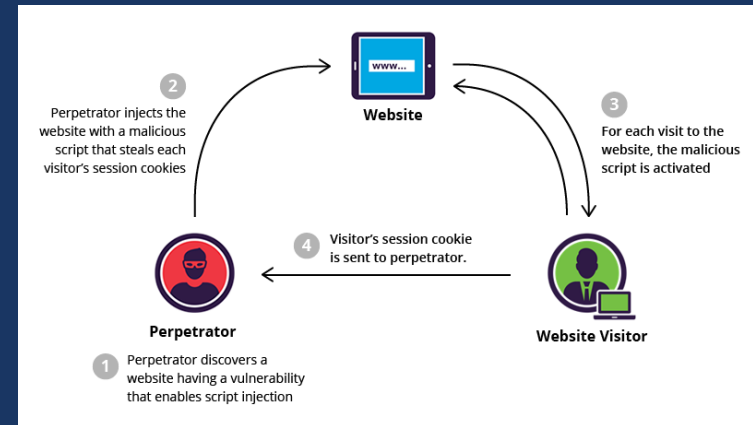 2
Perpetrator injects the
website with a malicious
script that steals each
visitor's session cookies
www...
Website
3
For each visit to the
website, the malicious
script is activated
4
Visitor's session cookie
is sent to perpetrator.
Perpetrator
Website Visitor
1
Perpetrator discovers a
website having a vulnerability
that enables script injection